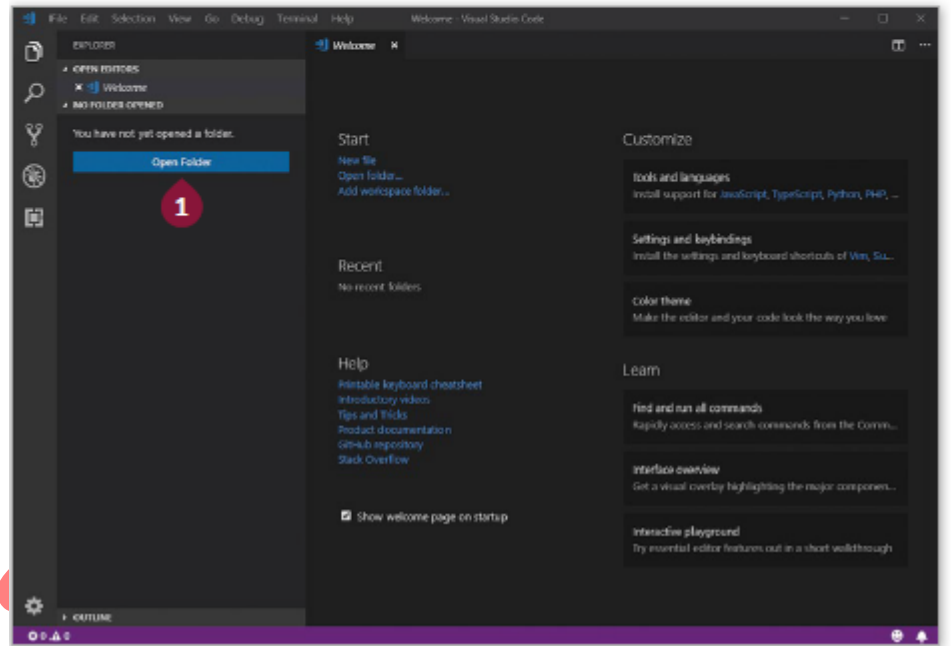 File Edit Selection View Go Debug Terminal Help Welcome - Visual Studio Code
EXPLORER
OPEN EDITORS
Welcome
NO FOLDER OPENED
You have not yet opened a folder.
Open Folder
1
OUTLINE
Welcome
Start
New file
Open folder...
Add workspace folder...
Recent
No recent folders
Help
Printable keyboard cheatsheet
Introductory videos
Tips and Tricks
Product documentation
GitHub repository
Stack Overflow
Show welcome page on startup
Customize
Tools and languages
Install support for JavaScript, TypeScript, Python, PHP, ...
Settings and keybindings
Install the settings and keyboard shortcuts of Vim, Su...
Color theme
Make the editor and your code look the way you love
Learn
Find and run all commands
Rapidly access and search commands from the Comm...
Interface overview
Get a visual overlay highlighting the major componen...
Interactive playground
Try essential editor features out in a short walkthrough
0 0